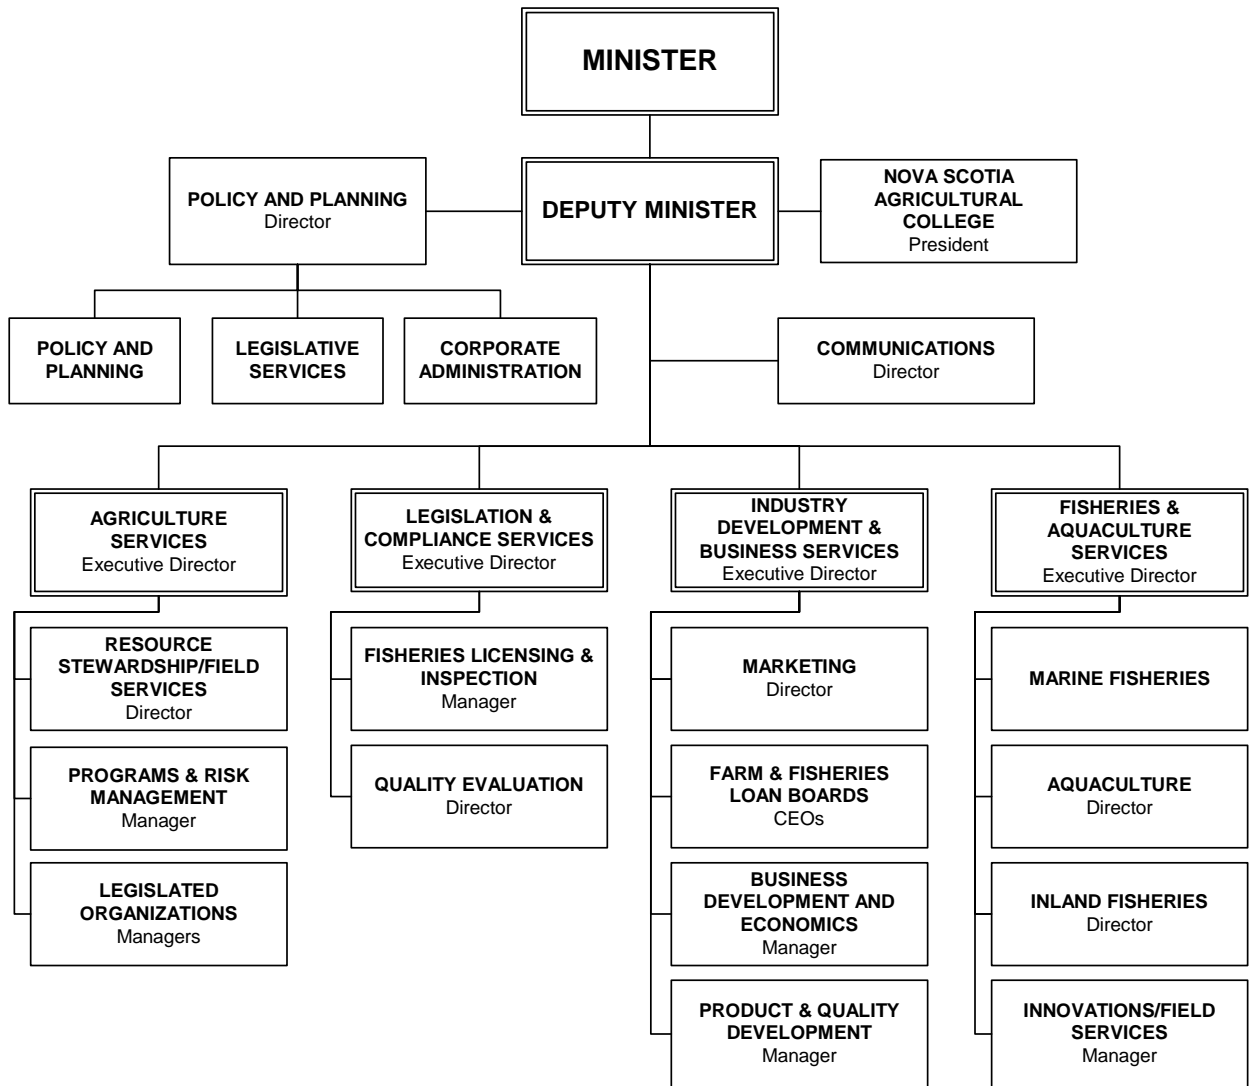 MINISTER
POLICY AND PLANNING
Director
DEPUTY MINISTER
NOVA SCOTIA
AGRICULTURAL
COLLEGE
President
POLICY AND
PLANNING
LEGISLATIVE
SERVICES
CORPORATE
ADMINISTRATION
COMMUNICATIONS
Director
AGRICULTURE
SERVICES
Executive Director
LEGISLATION &
COMPLIANCE SERVICES
Executive Director
INDUSTRY
DEVELOPMENT &
BUSINESS SERVICES
Executive Director
FISHERIES &
AQUACULTURE
SERVICES
Executive Director
RESOURCE
STEWARDSHIP/FIELD
SERVICES
Director
FISHERIES LICENSING &
INSPECTION
Manager
MARKETING
Director
MARINE FISHERIES
PROGRAMS & RISK
MANAGEMENT
Manager
QUALITY EVALUATION
Director
FARM & FISHERIES
LOAN BOARDS
CEOs
AQUACULTURE
Director
LEGISLATED
ORGANIZATIONS
Managers
BUSINESS
DEVELOPMENT AND
ECONOMICS
Manager
INLAND FISHERIES
Director
PRODUCT & QUALITY
DEVELOPMENT
Manager
INNOVATIONS/FIELD
SERVICES
Manager